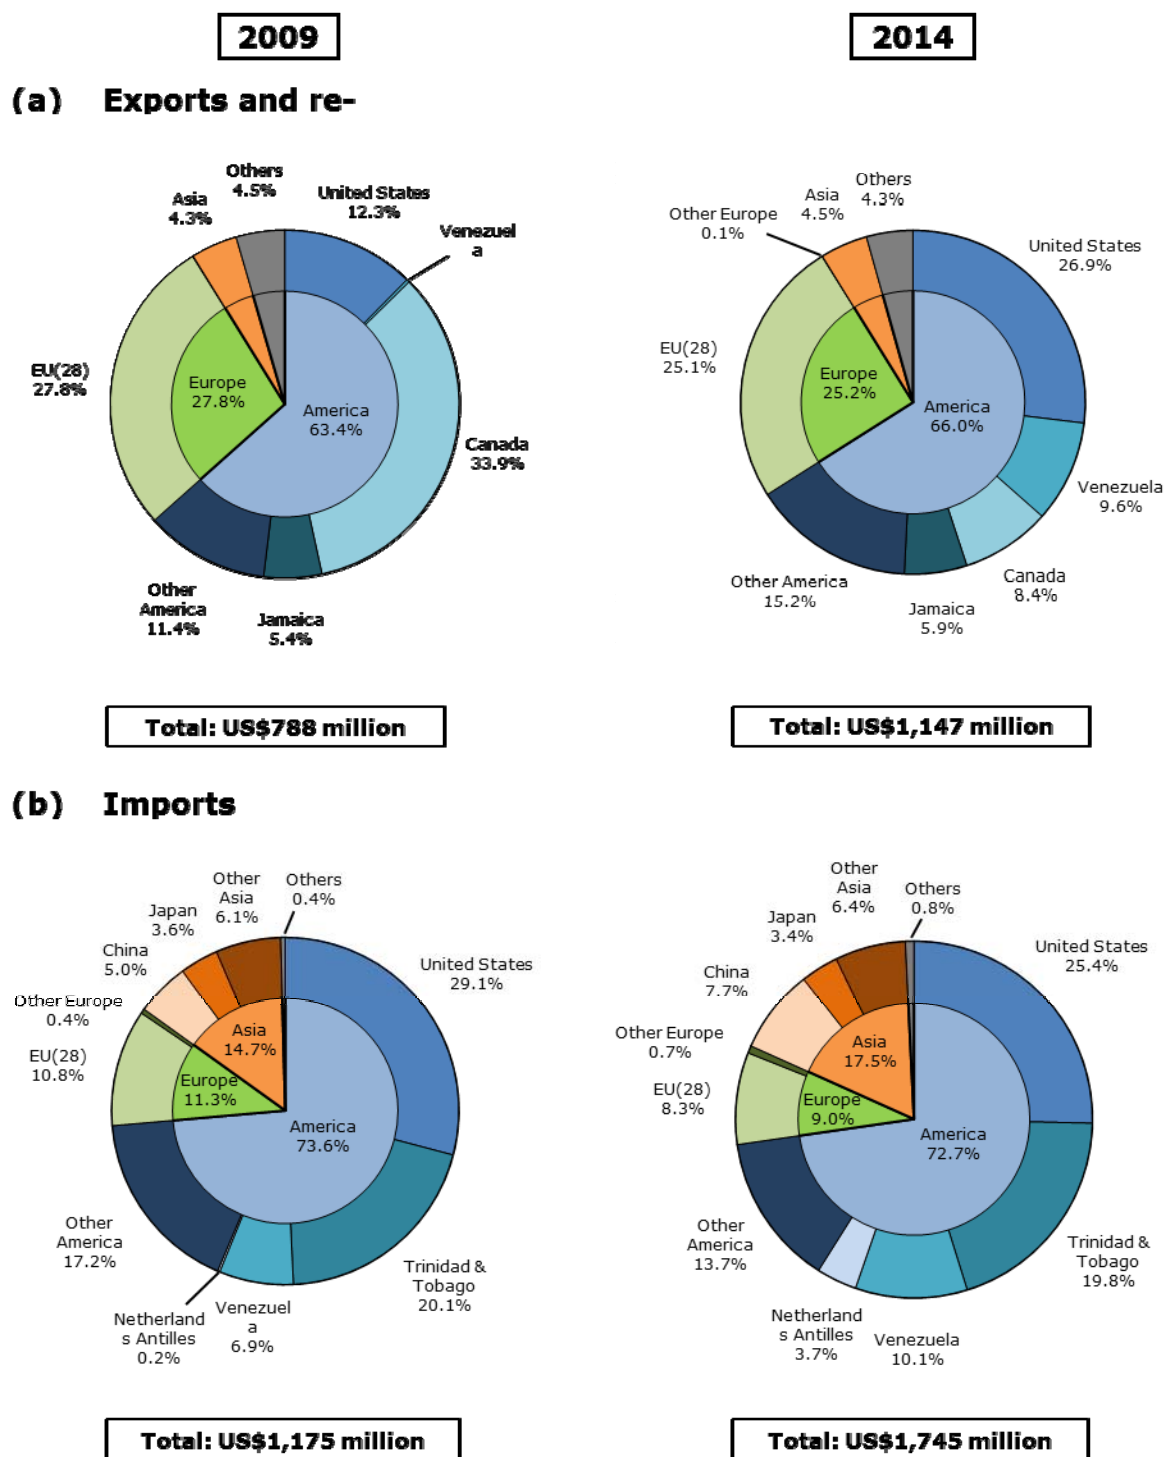 2009
2014
(a) Exports and re-
Others
4.5%
Asia
4.3%
United States
12.3%
Venezuel
a
EU(28)
27.8%
Europe
27.8%
America
63.4%
Canada
33.9%
Other
America
11.4%
Jamaica
5.4%
Total: US$788 million
Asia
4.5%
Others
4.3%
Other Europe
0.1%
United States
26.9%
EU(28)
25.1%
Europe
25.2%
America
66.0%
Venezuela
9.6%
Canada
8.4%
Other America
15.2%
Jamaica
5.9%
Total: US$1,147 million
(b) Imports
Other
Asia
6.1%
Others
0.4%
Japan
3.6%
China
5.0%
United States
29.1%
Other Europe
0.4%
EU(28)
10.8%
Asia
14.7%
Europe
11.3%
America
73.6%
Other
America
17.2%
Trinidad &
Tobago
20.1%
Netherland
s Antilles
0.2%
Venezuel
a
6.9%
Total: US$1,175 million
Other
Asia
6.4%
Others
0.8%
Japan
3.4%
China
7.7%
United States
25.4%
Other Europe
0.7%
EU(28)
8.3%
Asia
17.5%
Europe
9.0%
America
72.7%
Other
America
13.7%
Trinidad &
Tobago
19.8%
Netherland
s Antilles
3.7%
Venezuela
10.1%
Total: US$1,745 million